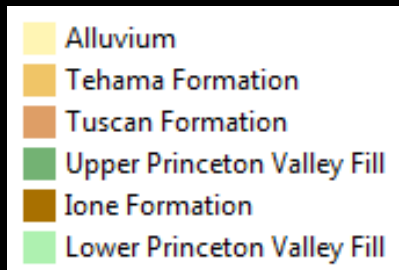 Alluvium
Tehama Formation
Tuscan Formation
Upper Princeton Valley Fill
Ione Formation
Lower Princeton Valley Fill